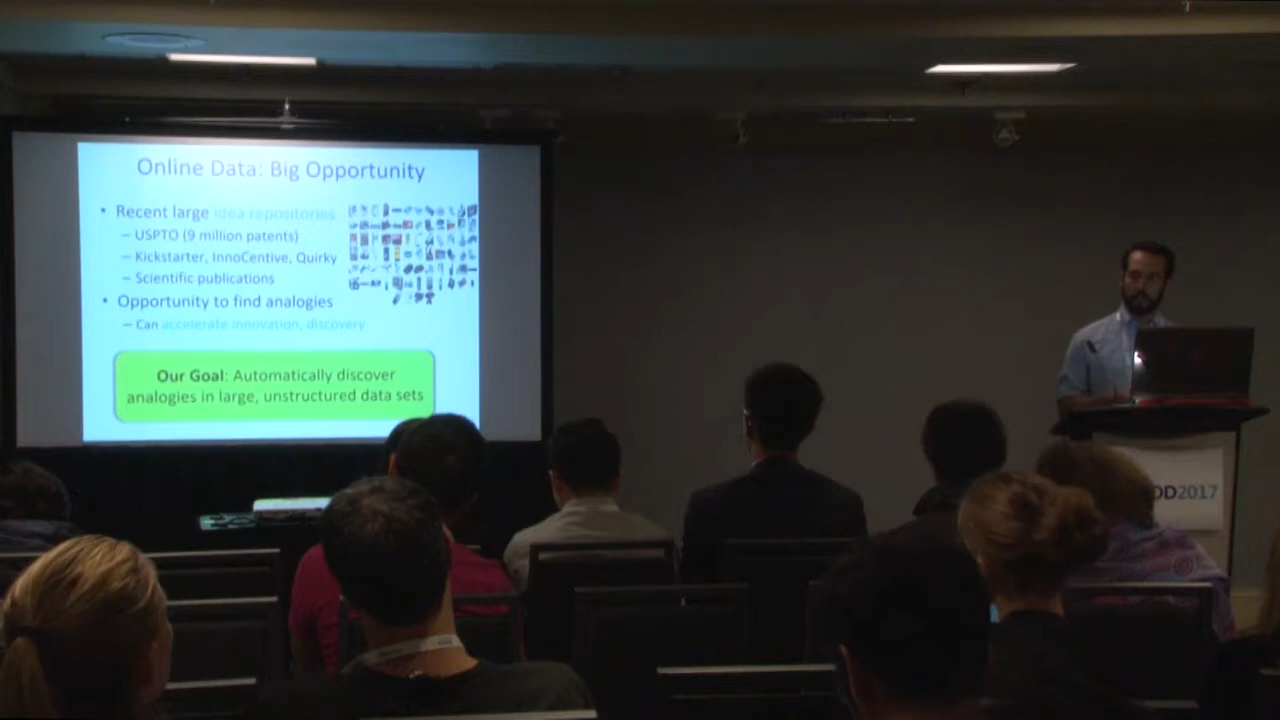 Online Data: Big Opportunity
• Recent large idea repositories
– USPTO (9 million patents)
– Kickstarter, InnoCentive, Quirky
– Scientific publications
• Opportunity to find analogies
– Can accelerate innovation, discovery
Our Goal: Automatically discover
analogies in large, unstructured data sets
DD2017